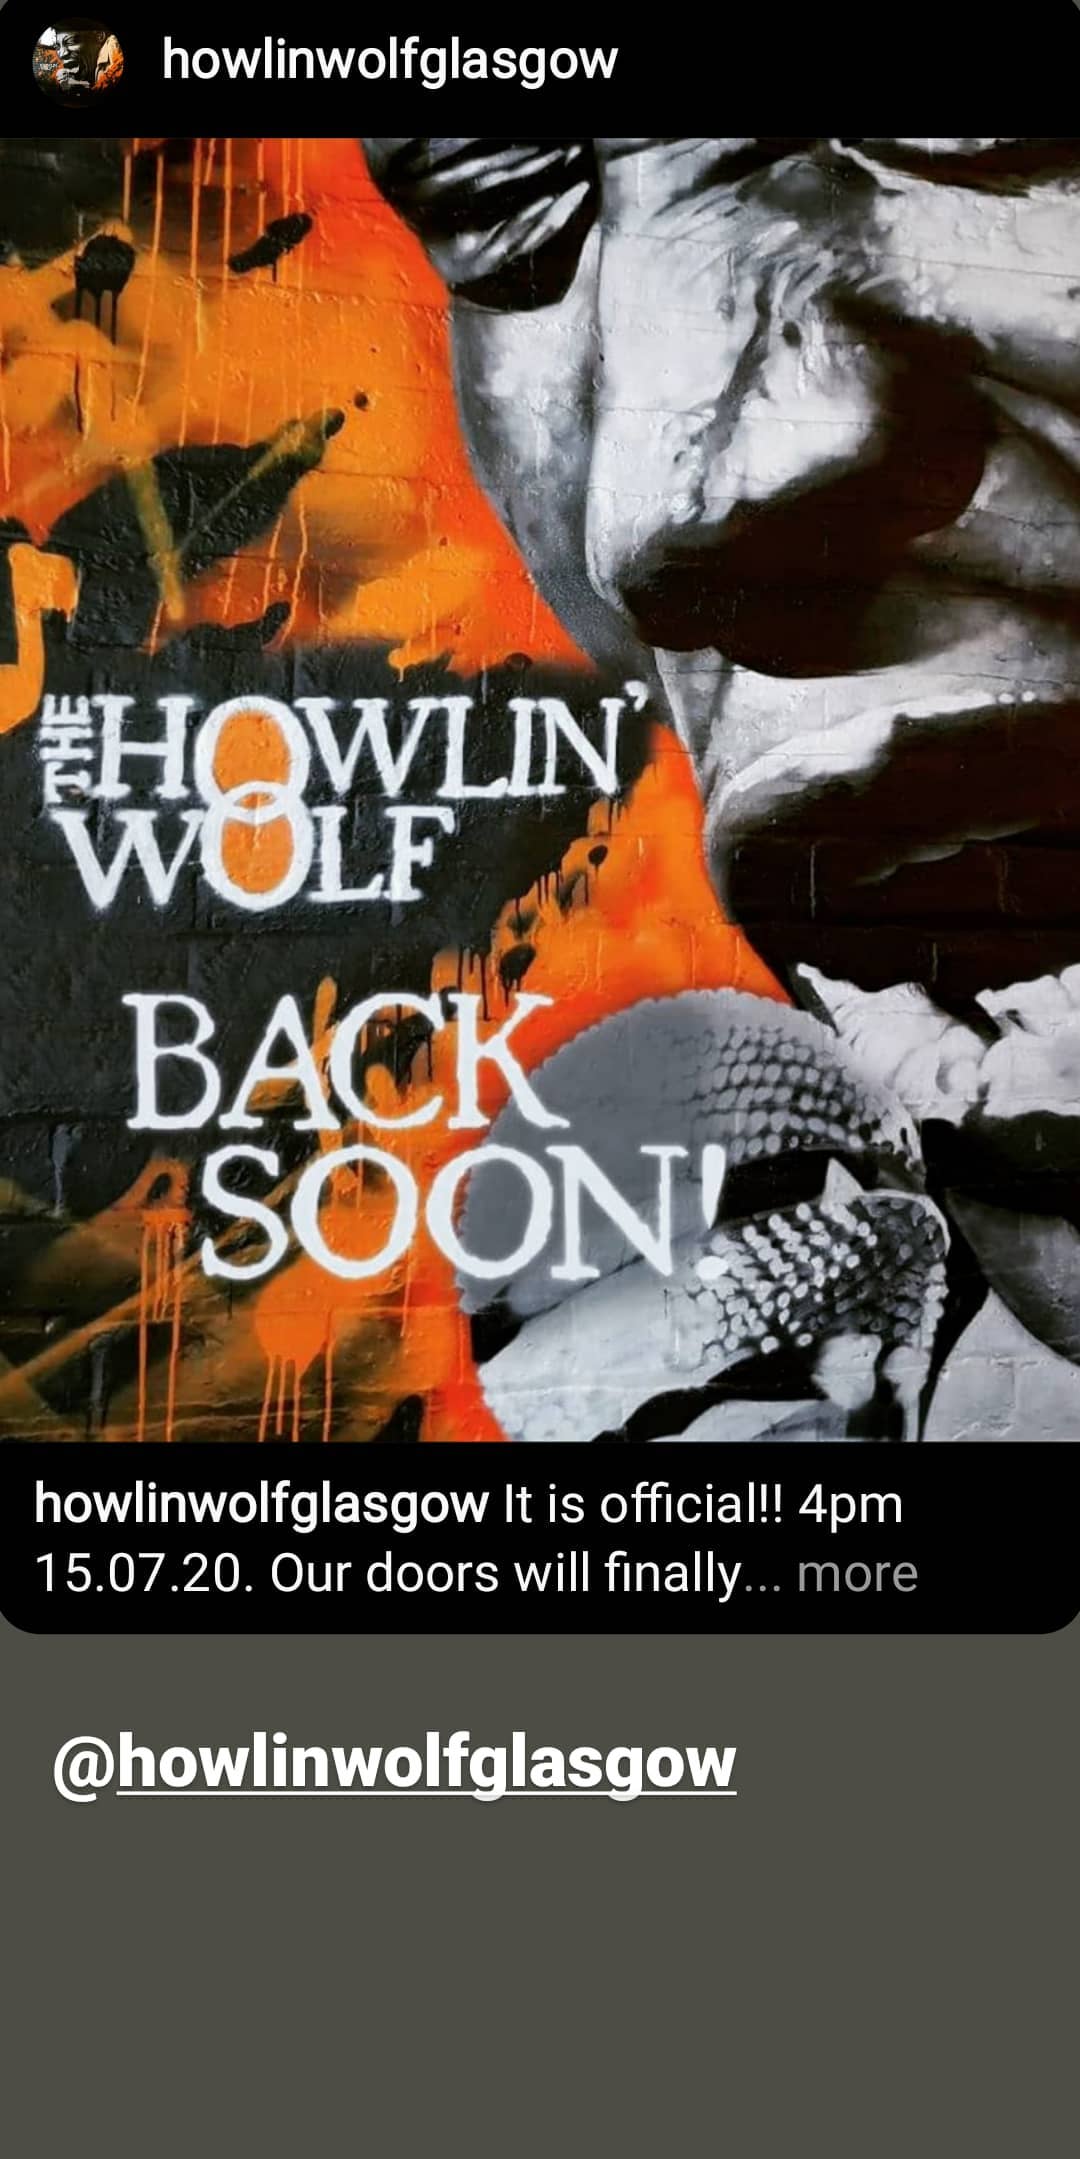 howlinwolfglasgow
THE HOWLIN'
WOLF
BACK
SOON!
howlinwolfglasgow It is official!! 4pm
15.07.20. Our doors will finally... more
@howlinwolfglasgow